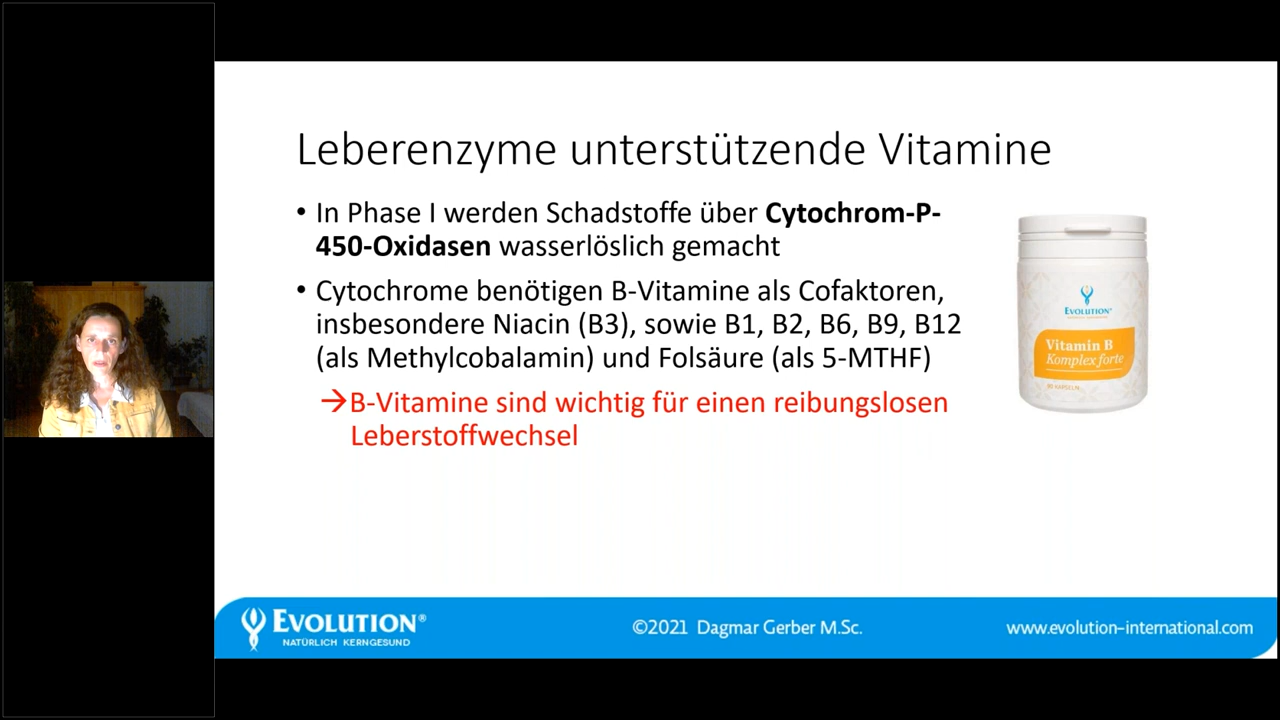 Leberenzyme unterstützende Vitamine
• In Phase I werden Schadstoffe über Cytochrom-P-
450-Oxidasen wasserlöslich gemacht
• Cytochrome benötigen B-Vitamine als Cofaktoren,
insbesondere Niacin (B3), sowie B1, B2, B6, B9, B12
(als Methylcobalamin) und Folsäure (als 5-MTHF)
→B-Vitamine sind wichtig für einen reibungslosen
Leberstoffwechsel
EVOLUTION®
Vitamin B
Komplex forte
EVOLUTION®
NATÜRLICH KERNGESUND
©2021 Dagmar Gerber M.Sc.
www.evolution-international.com